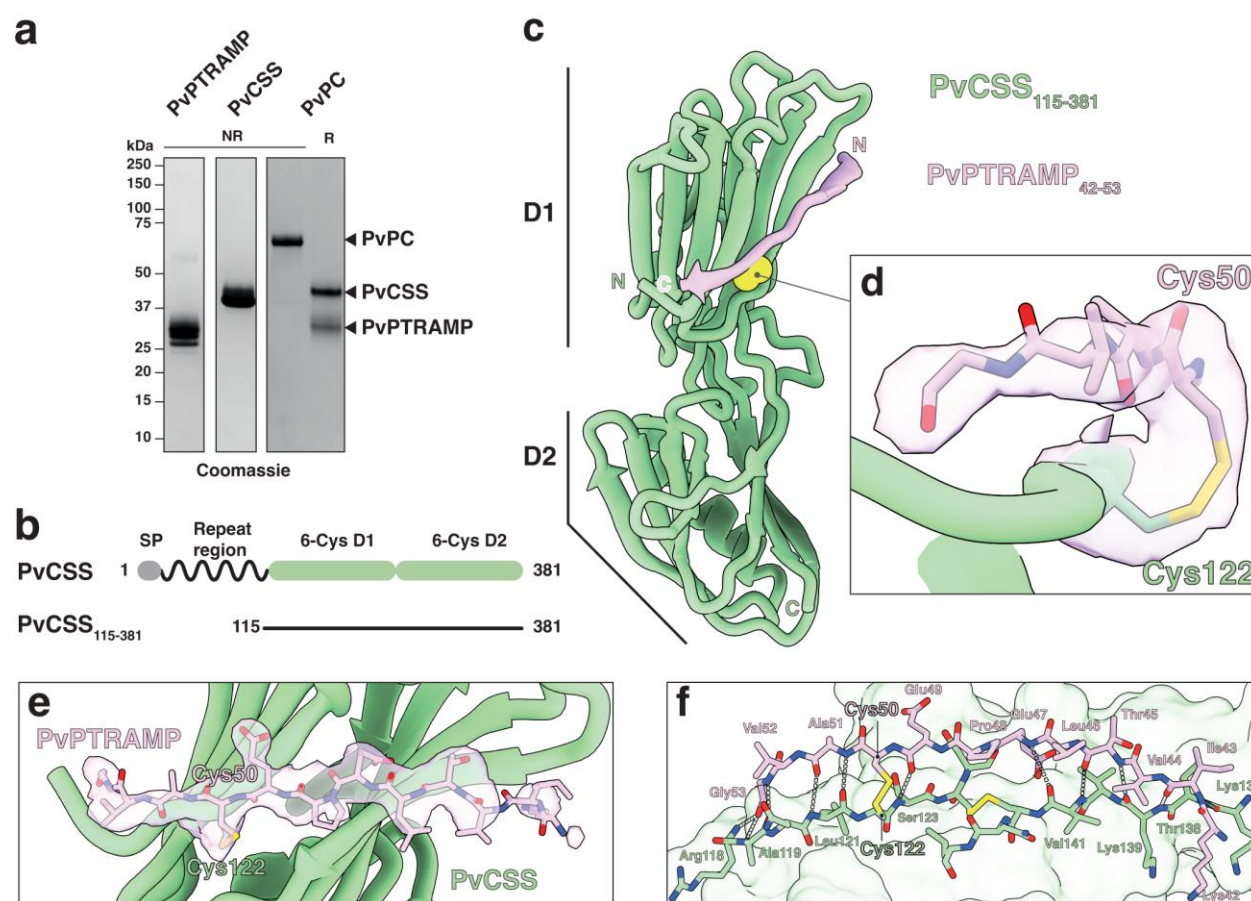 a
PvPTRAMP
PvCSS
PvPC
NR
R
kDa
250
150
100
75
50
37
25
20
15
10
PvPC
PvCSS
PvPTRAMP
Coomassie
b
SP
Repeat
region
6-Cys D1
6-Cys D2
PvCSS
1
381
PvCSS115-381
115
381
c
PvCSS115-381
PvPTRAMP42-53
D1
D2
N
N
C
C
d
Cys50
Cys122
e
PvPTRAMP
Cys50
Cys122
PvCSS
f
Glu49
Cys50
Val52
Ala51
Pro48
Glu47
Leu46
Thr45
Val44
Ile43
Gly53
Ser123
Leu121
Cys122
Ala119
Arg118
Val141
Lys139
Thr138
Lys42